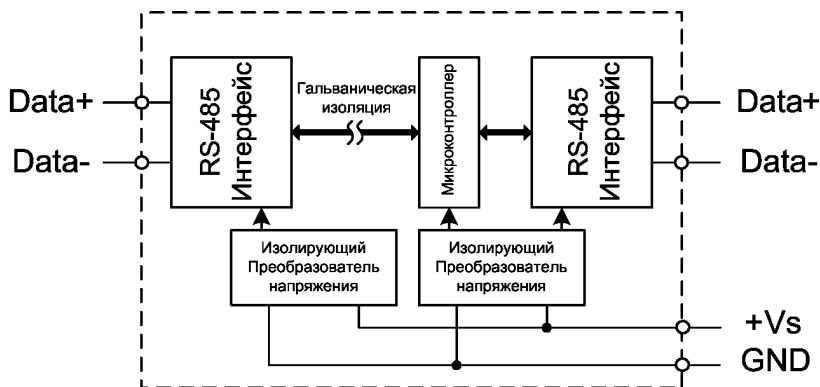 Data+
Data-
RS-485
Интерфейс
Гальваническая
изоляция
Микроконтроллер
RS-485
Интерфейс
Data+
Data-
Изолирующий
Преобразователь
напряжения
Изолирующий
Преобразователь
напряжения
+Vs
GND